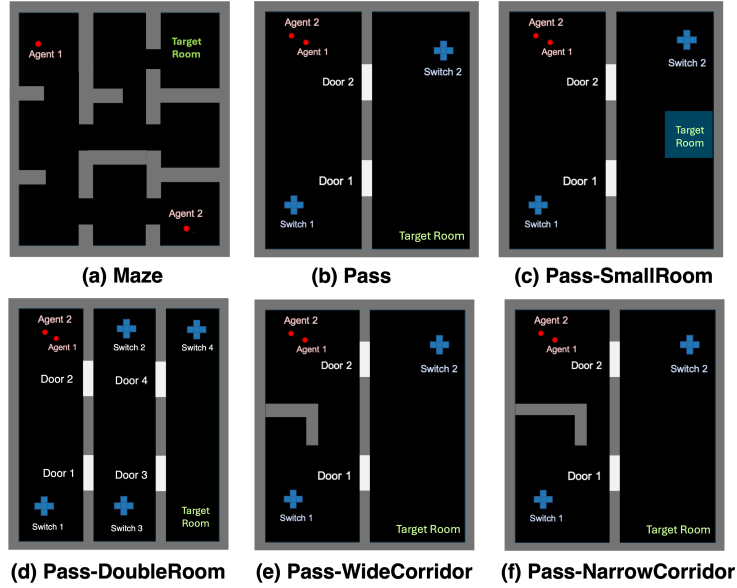 Agent 1
Target
Room
Agent 2
(a) Maze
Agent 2
Agent 1
Switch 2
Door 2
Door 1
Switch 1
Target Room
(b) Pass
Agent 2
Agent 1
Switch 2
Door 2
Target
Room
Door 1
Switch 1
(c) Pass-SmallRoom
Agent 2
Agent 1
Switch 2
Switch 4
Door 2
Door 4
Door 1
Door 3
Switch 1
Switch 3
Target
Room
(d) Pass-DoubleRoom
Agent 2
Agent 1
Door 2
Switch 2
Door 1
Switch 1
Target Room
(e) Pass-WideCorridor
Agent 2
Agent 1
Door 2
Switch 2
Door 1
Switch 1
Target Room
(f) Pass-NarrowCorridor